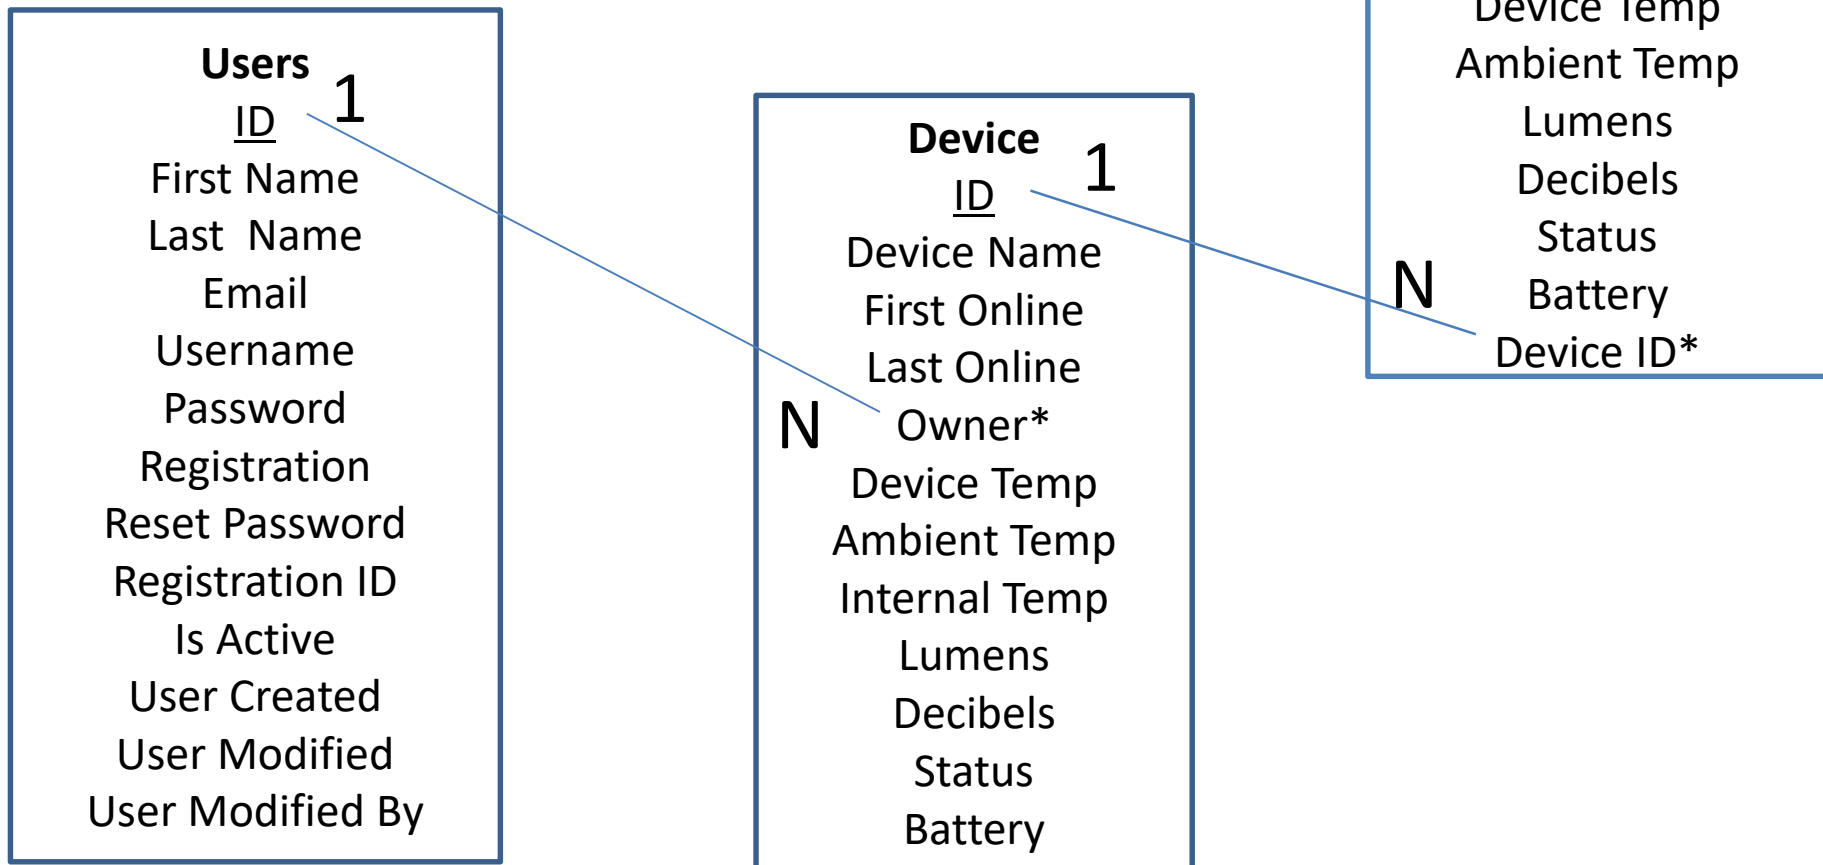 Users
1
ID
First Name
Last  Name
Email
Username
Password
Registration
Reset Password
Registration ID
Is Active
User Created
User Modified
User Modified By
Device
1
ID
Device Name
First Online
Last Online
N
Owner*
Device Temp
Ambient Temp
Internal Temp
Lumens
Decibels
Status
Battery
Device Temp
Ambient Temp
Lumens
Decibels
Status
N
Battery
Device ID*